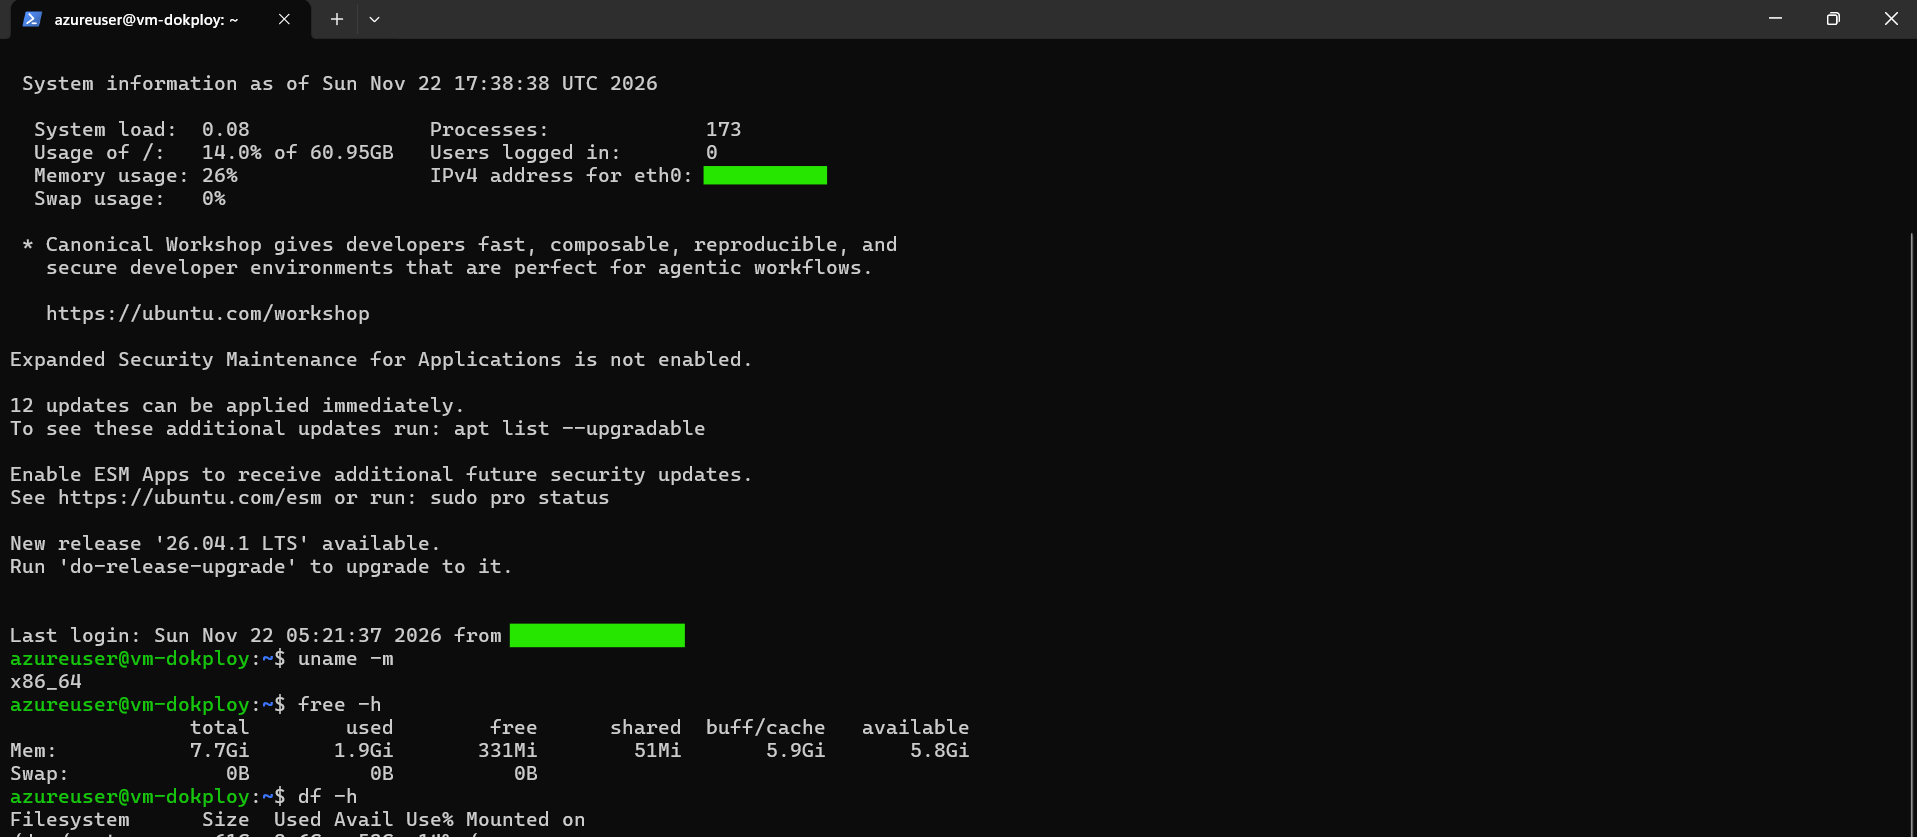 azureuser@vm-dokploy: ~
System information as of Sun Nov 22 17:38:38 UTC 2026
System load: 0.08 Processes: 173
Usage of /: 14.0% of 60.95GB Users logged in: 0
Memory usage: 26% IPv4 address for eth0:
Swap usage: 0%
* Canonical Workshop gives developers fast, composable, reproducible, and
secure developer environments that are perfect for agentic workflows.
https://ubuntu.com/workshop
Expanded Security Maintenance for Applications is not enabled.
12 updates can be applied immediately.
To see these additional updates run: apt list --upgradable
Enable ESM Apps to receive additional future security updates.
See https://ubuntu.com/esm or run: sudo pro status
New release '26.04.1 LTS' available.
Run 'do-release-upgrade' to upgrade to it.
Last login: Sun Nov 22 05:21:37 2026 from
azureuser@vm-dokploy:~$ uname -m
x86_64
azureuser@vm-dokploy:~$ free -h
total used free shared buff/cache available
Mem: 7.7Gi 1.9Gi 331Mi 51Mi 5.9Gi 5.8Gi
Swap: 0B 0B 0B
azureuser@vm-dokploy:~$ df -h
Filesystem Size Used Avail Use% Mounted on